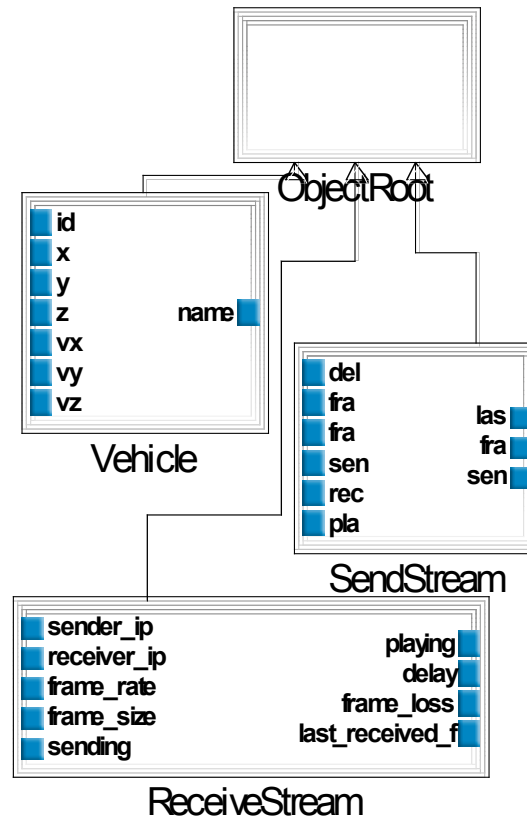 ObjectRoot
id
x
y
z
vx
vy
vz
name
Vehicle
del
fra
fra
sen
rec
pla
las
fra
sen
SendStream
sender_ip
receiver_ip
frame_rate
frame_size
sending
playing
delay
frame_loss
last_received_f
ReceiveStream